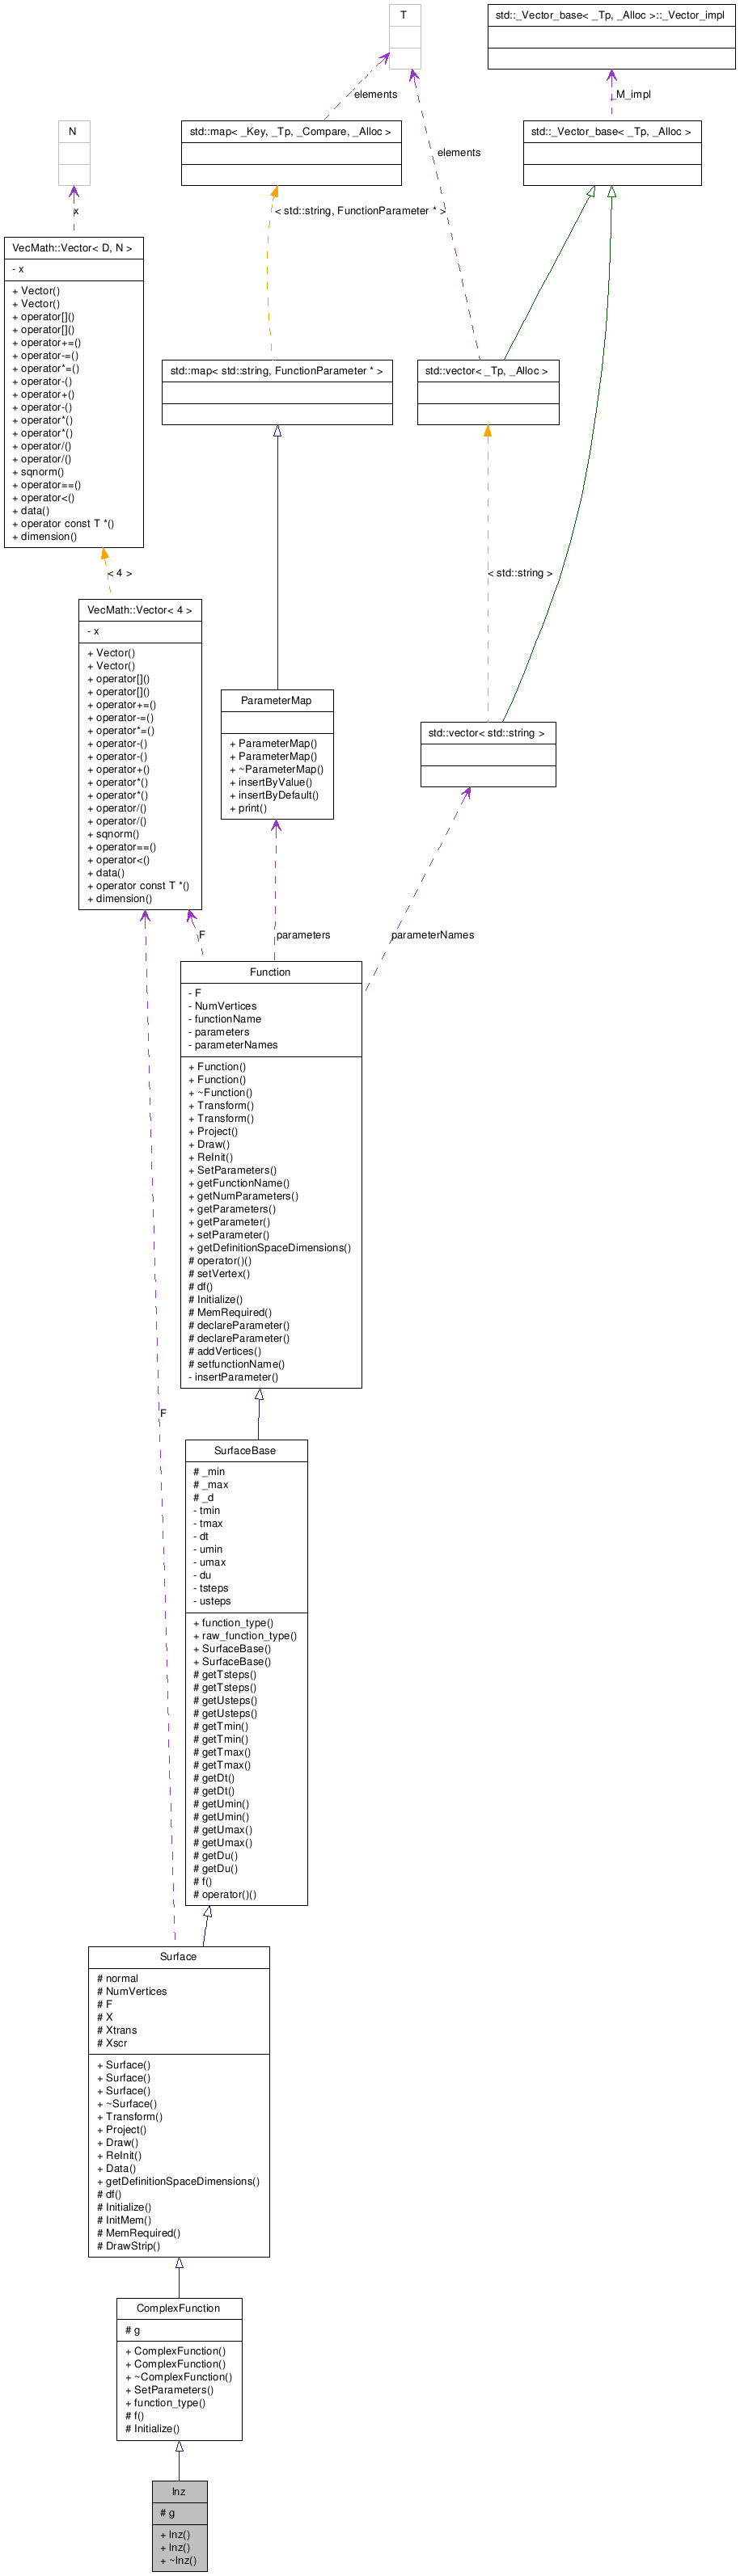 T
std::_Vector_base< _Tp, _Alloc >::_Vector_impl
elements
_M_impl
N
std::map< _Key, _Tp, _Compare, _Alloc >
std::_Vector_base< _Tp, _Alloc >
elements
x
< std::string, FunctionParameter * >
VecMath::Vector< D, N >
- x
+ Vector()
+ Vector()
+ operator[]()
+ operator[]()
+ operator+=()
+ operator-=()
+ operator*=()
+ operator-()
+ operator+()
+ operator-()
+ operator*()
+ operator*()
+ operator/()
+ operator/()
+ sqnorm()
+ operator==()
+ operator<()
+ data()
+ operator const T *()
+ dimension()
std::map< std::string, FunctionParameter * >
std::vector< _Tp, _Alloc >
< 4 >
< std::string >
VecMath::Vector< 4 >
- x
+ Vector()
+ Vector()
+ operator[]()
+ operator[]()
+ operator+=()
+ operator-=()
+ operator*=()
+ operator-()
+ operator-()
+ operator+()
+ operator*()
+ operator*()
+ operator/()
+ operator/()
+ sqnorm()
+ operator==()
+ operator<()
+ data()
+ operator const T *()
+ dimension()
ParameterMap
+ ParameterMap()
+ ParameterMap()
+ ~ParameterMap()
+ insertByValue()
+ insertByDefault()
+ print()
std::vector< std::string >
F
parameters
parameterNames
Function
- F
- NumVertices
- functionName
- parameters
- parameterNames
+ Function()
+ Function()
+ ~Function()
+ Transform()
+ Transform()
+ Project()
+ Draw()
+ ReInit()
+ SetParameters()
+ getFunctionName()
+ getNumParameters()
+ getParameters()
+ getParameter()
+ setParameter()
+ getDefinitionSpaceDimensions()
# operator()()
# setVertex()
# df()
# Initialize()
# MemRequired()
# declareParameter()
# declareParameter()
# addVertices()
# setfunctionName()
- insertParameter()
F
SurfaceBase
# _min
# _max
# _d
- tmin
- tmax
- dt
- umin
- umax
- du
- tsteps
- usteps
+ function_type()
+ raw_function_type()
+ SurfaceBase()
+ SurfaceBase()
# getTsteps()
# getTsteps()
# getUsteps()
# getUsteps()
# getTmin()
# getTmin()
# getTmax()
# getTmax()
# getDt()
# getDt()
# getUmin()
# getUmin()
# getUmax()
# getUmax()
# getDu()
# getDu()
# f()
# operator()()
Surface
# normal
# NumVertices
# F
# X
# Xtrans
# Xscr
+ Surface()
+ Surface()
+ Surface()
+ ~Surface()
+ Transform()
+ Project()
+ Draw()
+ ReInit()
+ Data()
+ getDefinitionSpaceDimensions()
# df()
# Initialize()
# InitMem()
# MemRequired()
# DrawStrip()
ComplexFunction
# g
+ ComplexFunction()
+ ComplexFunction()
+ ~ComplexFunction()
+ SetParameters()
+ function_type()
# f()
# Initialize()
lnz
# g
+ lnz()
+ lnz()
+ ~lnz()